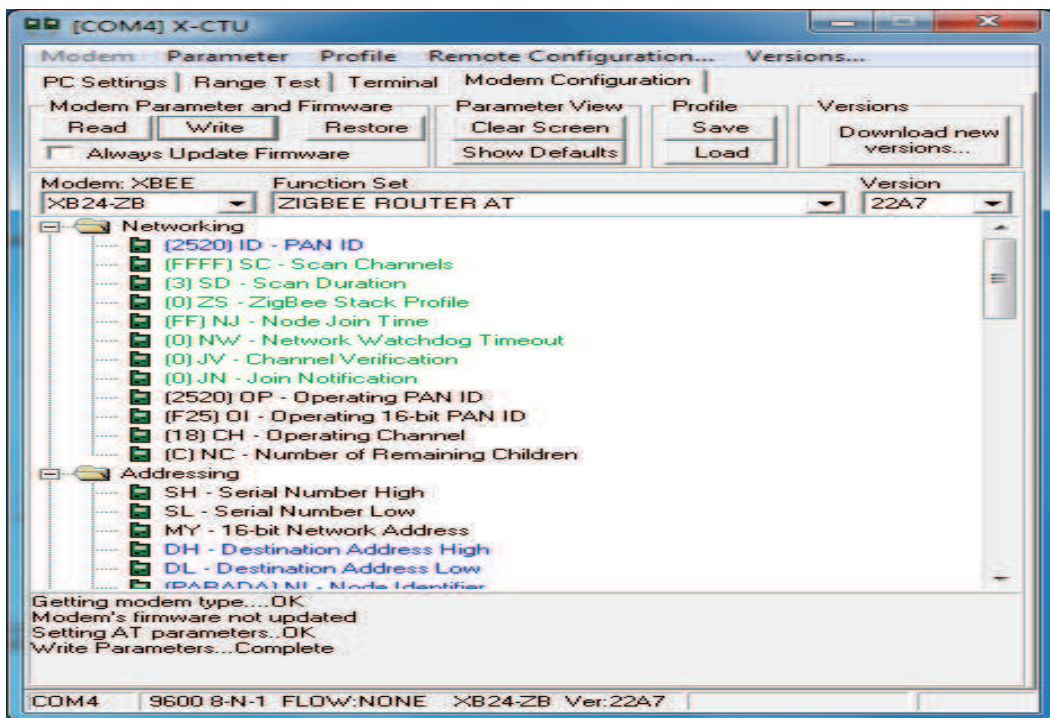 [COM4] X-CTU
Modem Parameter Profile Remote Configuration... Versions...
PC Settings Range Test Terminal Modem Configuration
Modem Parameter and Firmware Parameter View Profile Versions
Read Write Restore Clear Screen Save Download new versions...
Always Update Firmware Show Defaults Load
Modem: XBEE Function Set Version
XB24-ZB ZIGBEE ROUTER AT 22A7
Networking
(2520) ID - PAN ID
(FFFF) SC - Scan Channels
(3) SD - Scan Duration
(0) ZS - ZigBee Stack Profile
(FF) NJ - Node Join Time
(0) NW - Network Watchdog Timeout
(0) JV - Channel Verification
(0) JN - Join Notification
(2520) OP - Operating PAN ID
(F25) OI - Operating 16-bit PAN ID
(18) CH - Operating Channel
(C) NC - Number of Remaining Children
Addressing
SH - Serial Number High
SL - Serial Number Low
MY - 16-bit Network Address
DH - Destination Address High
DL - Destination Address Low
(PARADA) NI - Node Identifier
Getting modem type....OK
Modem's firmware not updated
Setting AT parameters..OK
Write Parameters...Complete
COM4 9600 8-N-1 FLOW:NONE XB24-ZB Ver:22A7